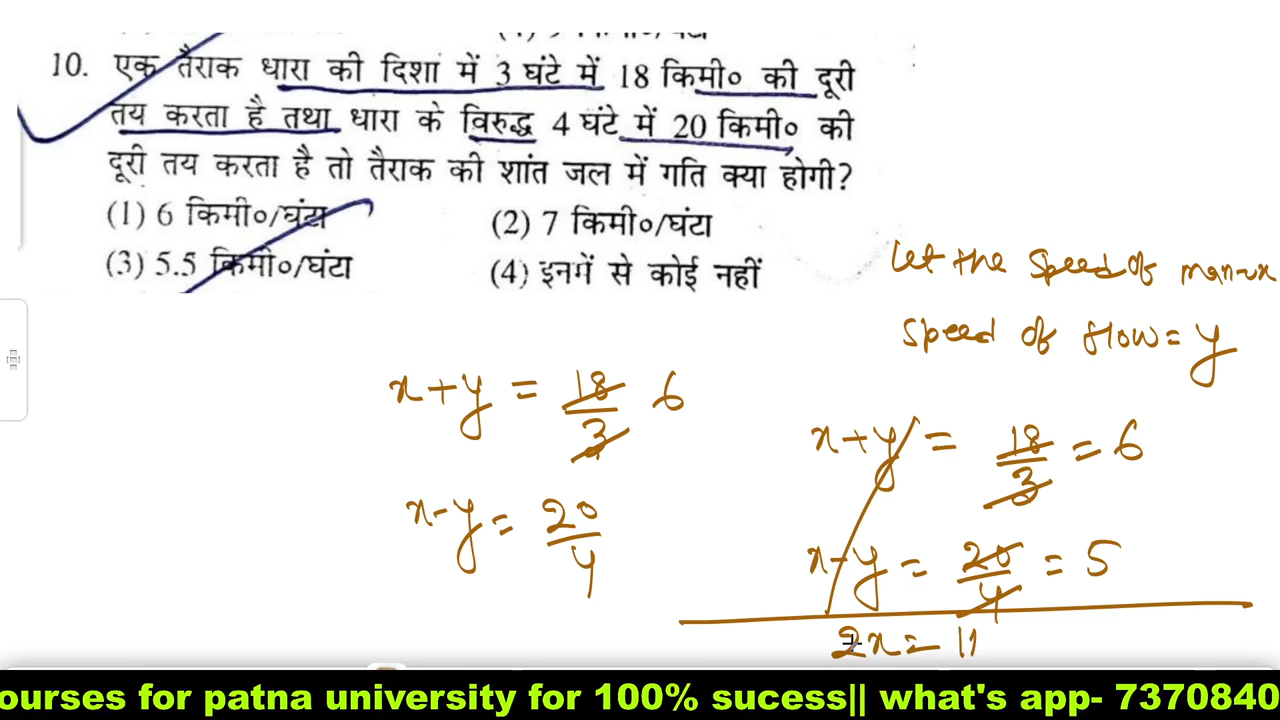 10. एक तैराक धारा की दिशा में 3 घंटे में 18 किमी० की दूरी
तय करता है तथा धारा के विरुद्ध 4 घंटे में 20 किमी० की
दूरी तय करता है तो तैराक की शांत जल में गति क्या होगी?
(1) 6 किमी०/घंटा (2) 7 किमी०/घंटा
(3) 5.5 किमी०/घंटा (4) इनमें से कोई नहीं
Let the Speed of man=x
Speed of flow = y
x+y = 18/3 6
x-y = 20/4
x+y = 18/3 = 6
x-y = 20/4 = 5
2x = 11
ourses for patna university for 100% sucess|| what's app- 7370840